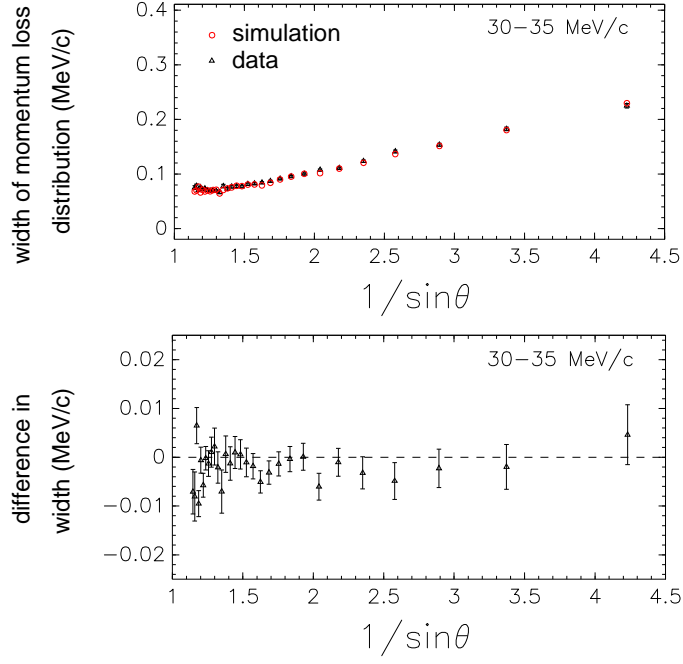 width of momentum loss
distribution (MeV/c)
0.4
0.3
0.2
0.1
0
simulation
data
30−35 MeV/c
1 1.5 2 2.5 3 3.5 4 4.5
1/sinθ
difference in
width (MeV/c)
0.02
0.01
0
−0.01
−0.02
30−35 MeV/c
1 1.5 2 2.5 3 3.5 4 4.5
1/sinθ